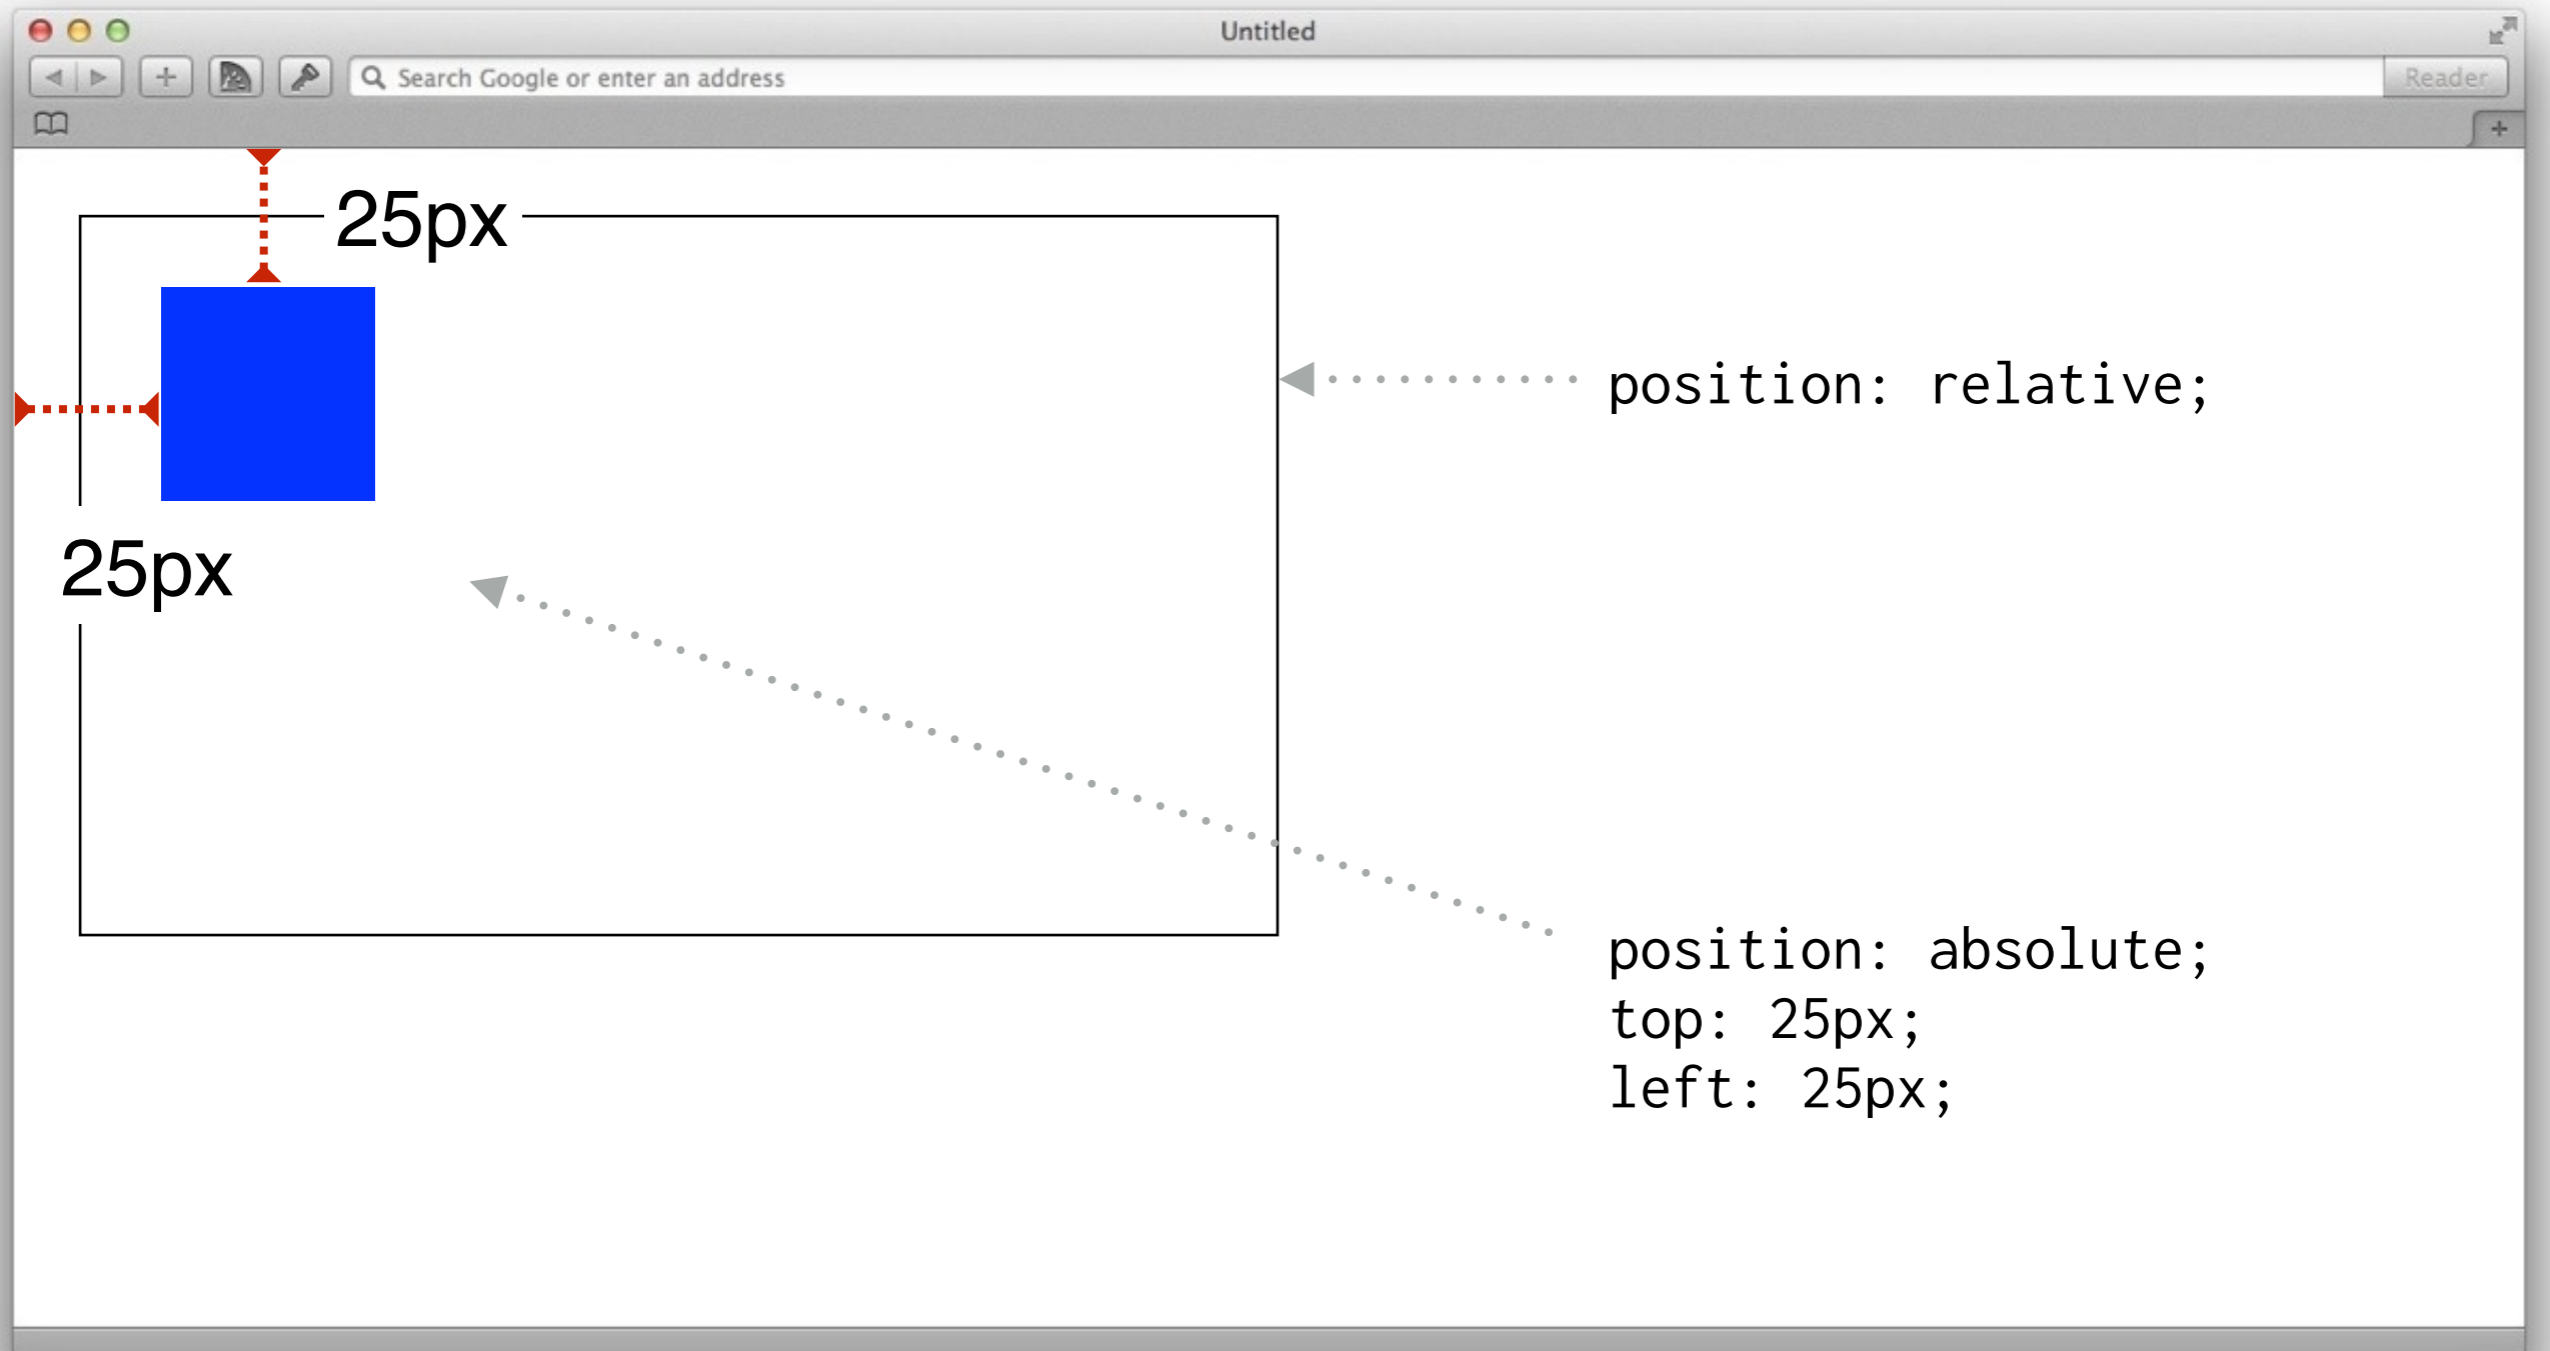 Untitled
Search Google or enter an address
Reader
25px
position: relative;
25px
position: absolute;
top: 25px;
left: 25px;